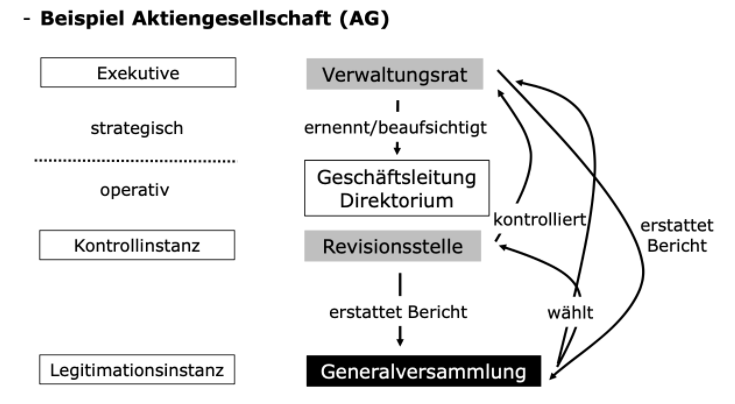 - Beispiel Aktiengesellschaft (AG)
Exekutive
Verwaltungsrat
strategisch
ernennt/beaufsichtigt
operativ
Geschäftsleitung
Direktorium
kontrolliert
erstattet
Bericht
Kontrollinstanz
Revisionsstelle
erstattet Bericht
wählt
Legitimationsinstanz
Generalversammlung